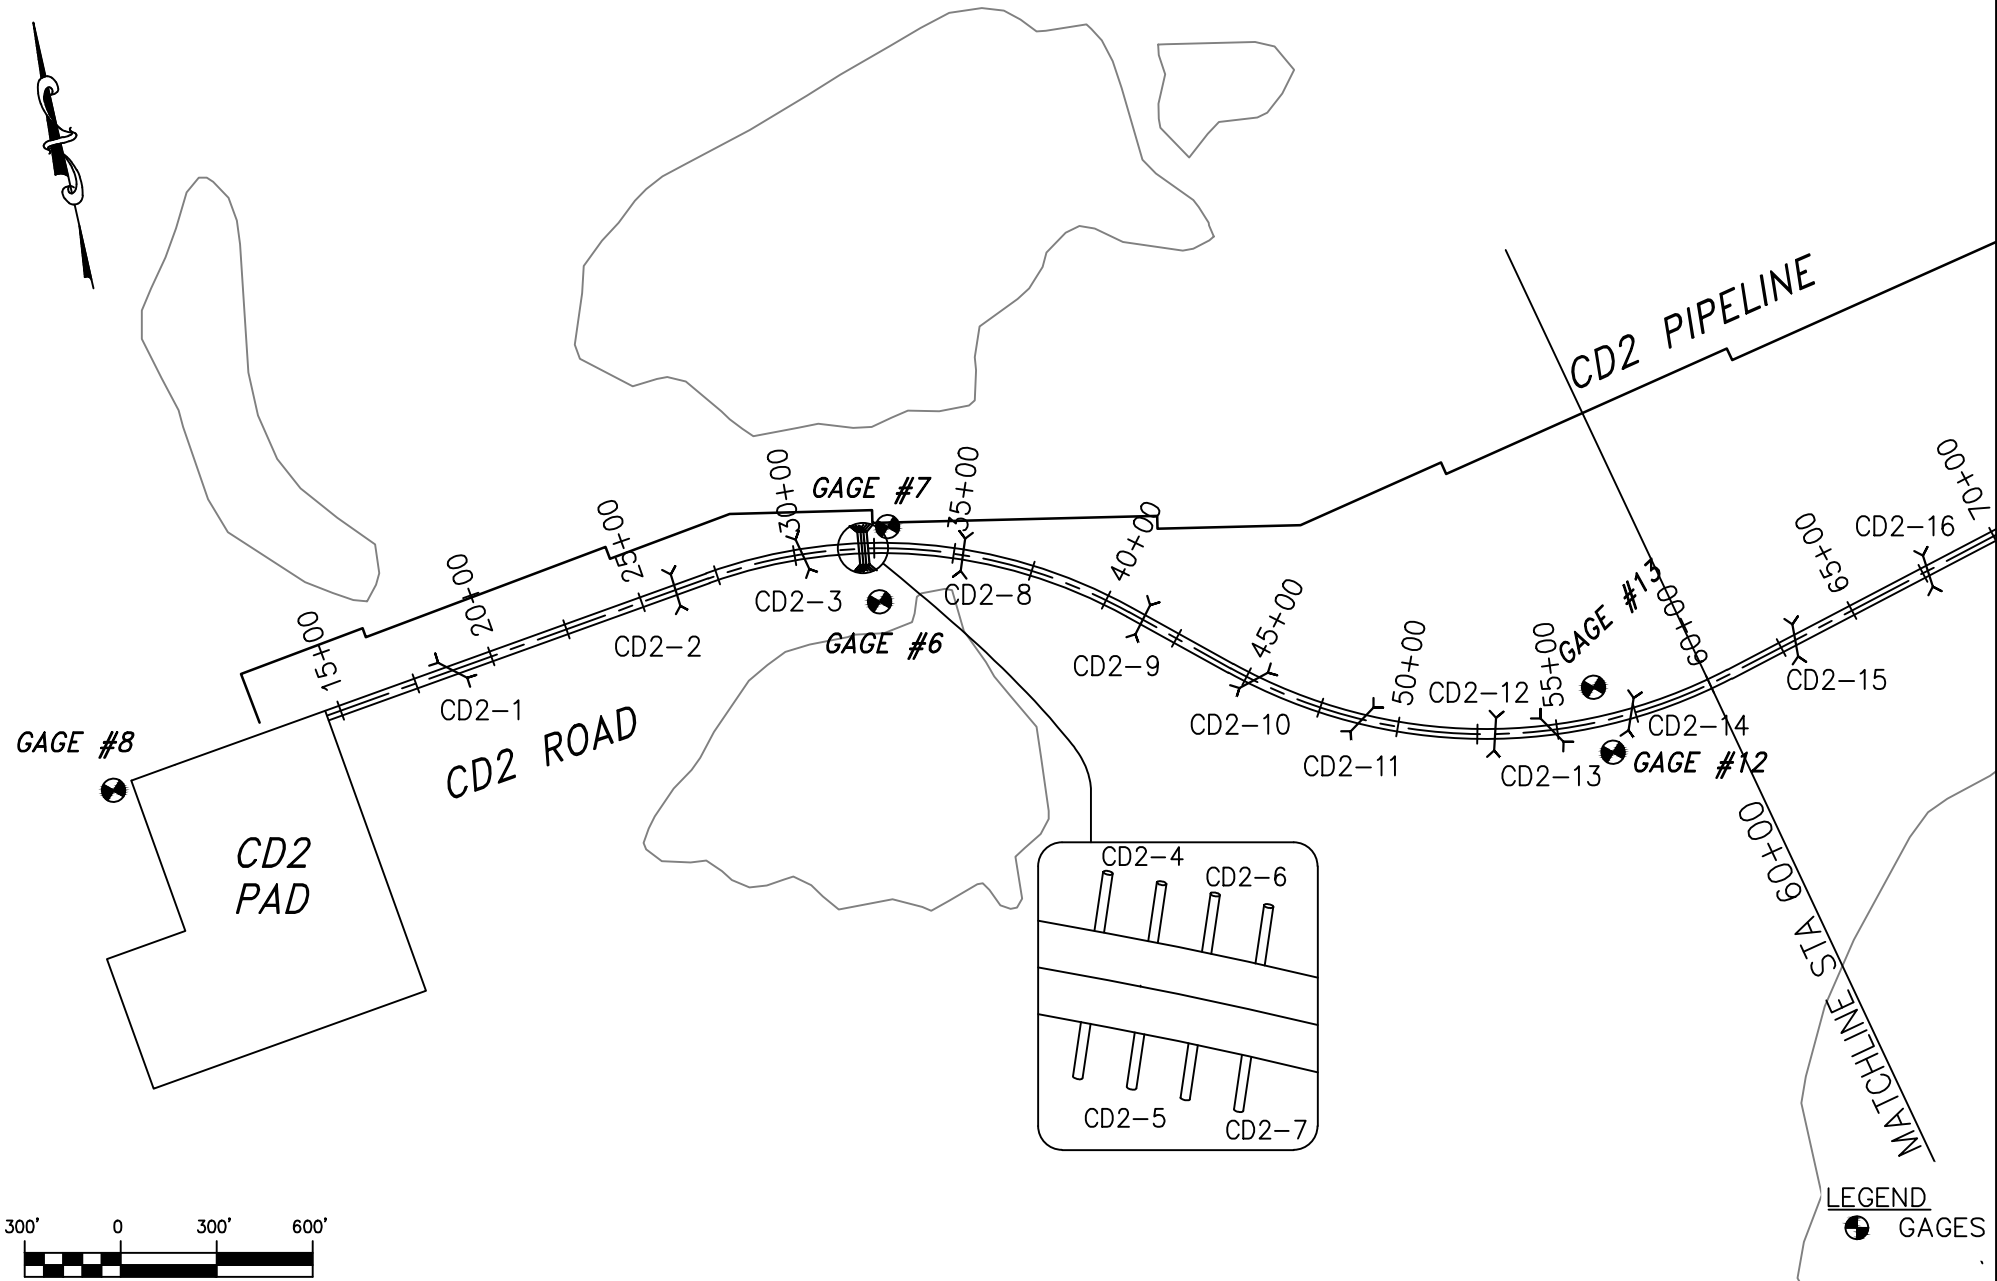 CD2 PIPELINE
70+00
30+00
GAGE #7
35+00
CD2-16
25+00
40+00
65+00
20+00
GAGE #13
CD2-3
CD2-8
45+00
15+00
CD2-2
GAGE #6
CD2-9
50+00
55+00
60+00
CD2-15
CD2-1
CD2-12
CD2-10
CD2-14
GAGE #8
CD2 ROAD
CD2-11
CD2-13
GAGE #12
CD2
PAD
CD2-4
CD2-6
CD2-5
CD2-7
MATCHLINE STA 60+00
LEGEND
GAGES
300' 0 300' 600'